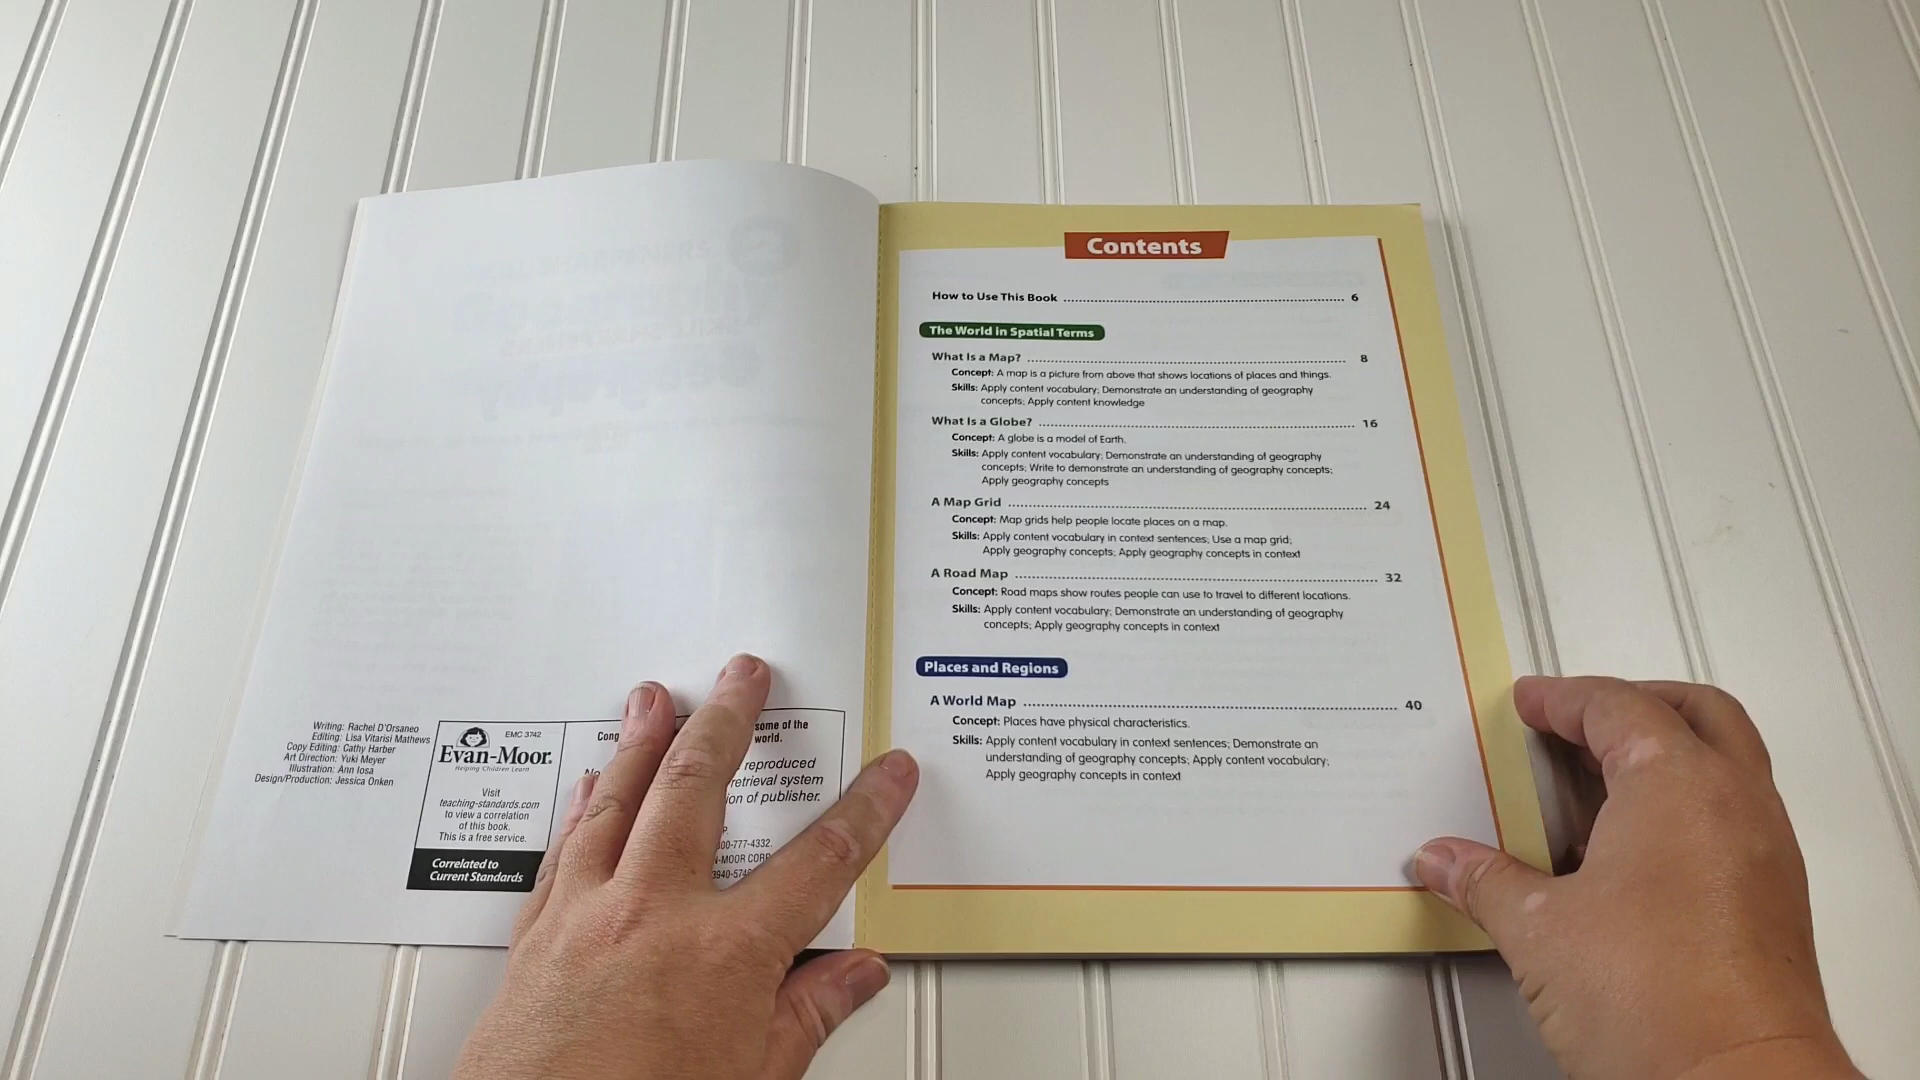 Writing: Rachel D'Orsaneo
Editing: Lisa Vitarisi Mathews
Copy Editing: Cathy Harber
Art Direction: Yuki Meyer
Illustration: Ann Iosa
Design/Production: Jessica Onken
EMC 3742
Evan-Moor.
Helping Children Learn
Visit
teaching-standards.com
to view a correlation
of this book.
This is a free service.
Correlated to
Current Standards
Cong some of the
world.
No reproduced
retrieval system
of publisher.
00-777-4332.
MOOR CORP
Contents
How to Use This Book 6
The World in Spatial Terms
What Is a Map? 8
Concept: A map is a picture from above that shows locations of places and things.
Skills: Apply content vocabulary; Demonstrate an understanding of geography
concepts; Apply content knowledge
What Is a Globe? 16
Concept: A globe is a model of Earth.
Skills: Apply content vocabulary; Demonstrate an understanding of geography
concepts; Write to demonstrate an understanding of geography concepts;
Apply geography concepts
A Map Grid 24
Concept: Map grids help people locate places on a map.
Skills: Apply content vocabulary in context sentences; Use a map grid;
Apply geography concepts; Apply geography concepts in context
A Road Map 32
Concept: Road maps show routes people can use to travel to different locations.
Skills: Apply content vocabulary; Demonstrate an understanding of geography
concepts; Apply geography concepts in context
Places and Regions
A World Map 40
Concept: Places have physical characteristics.
Skills: Apply content vocabulary in context sentences; Demonstrate an
understanding of geography concepts; Apply content vocabulary;
Apply geography concepts in context